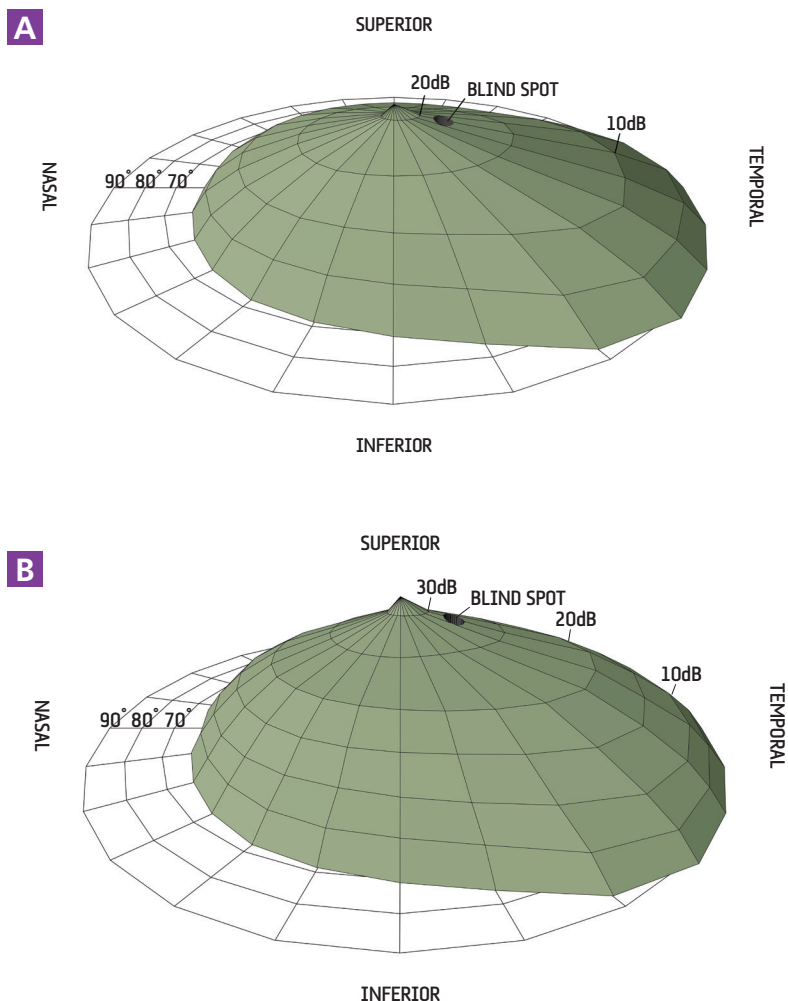 A
SUPERIOR
20dB
BLIND SPOT
10dB
NASAL
90° 80° 70°
TEMPORAL
INFERIOR
B
SUPERIOR
30dB
BLIND SPOT
20dB
10dB
NASAL
90° 80° 70°
TEMPORAL
INFERIOR